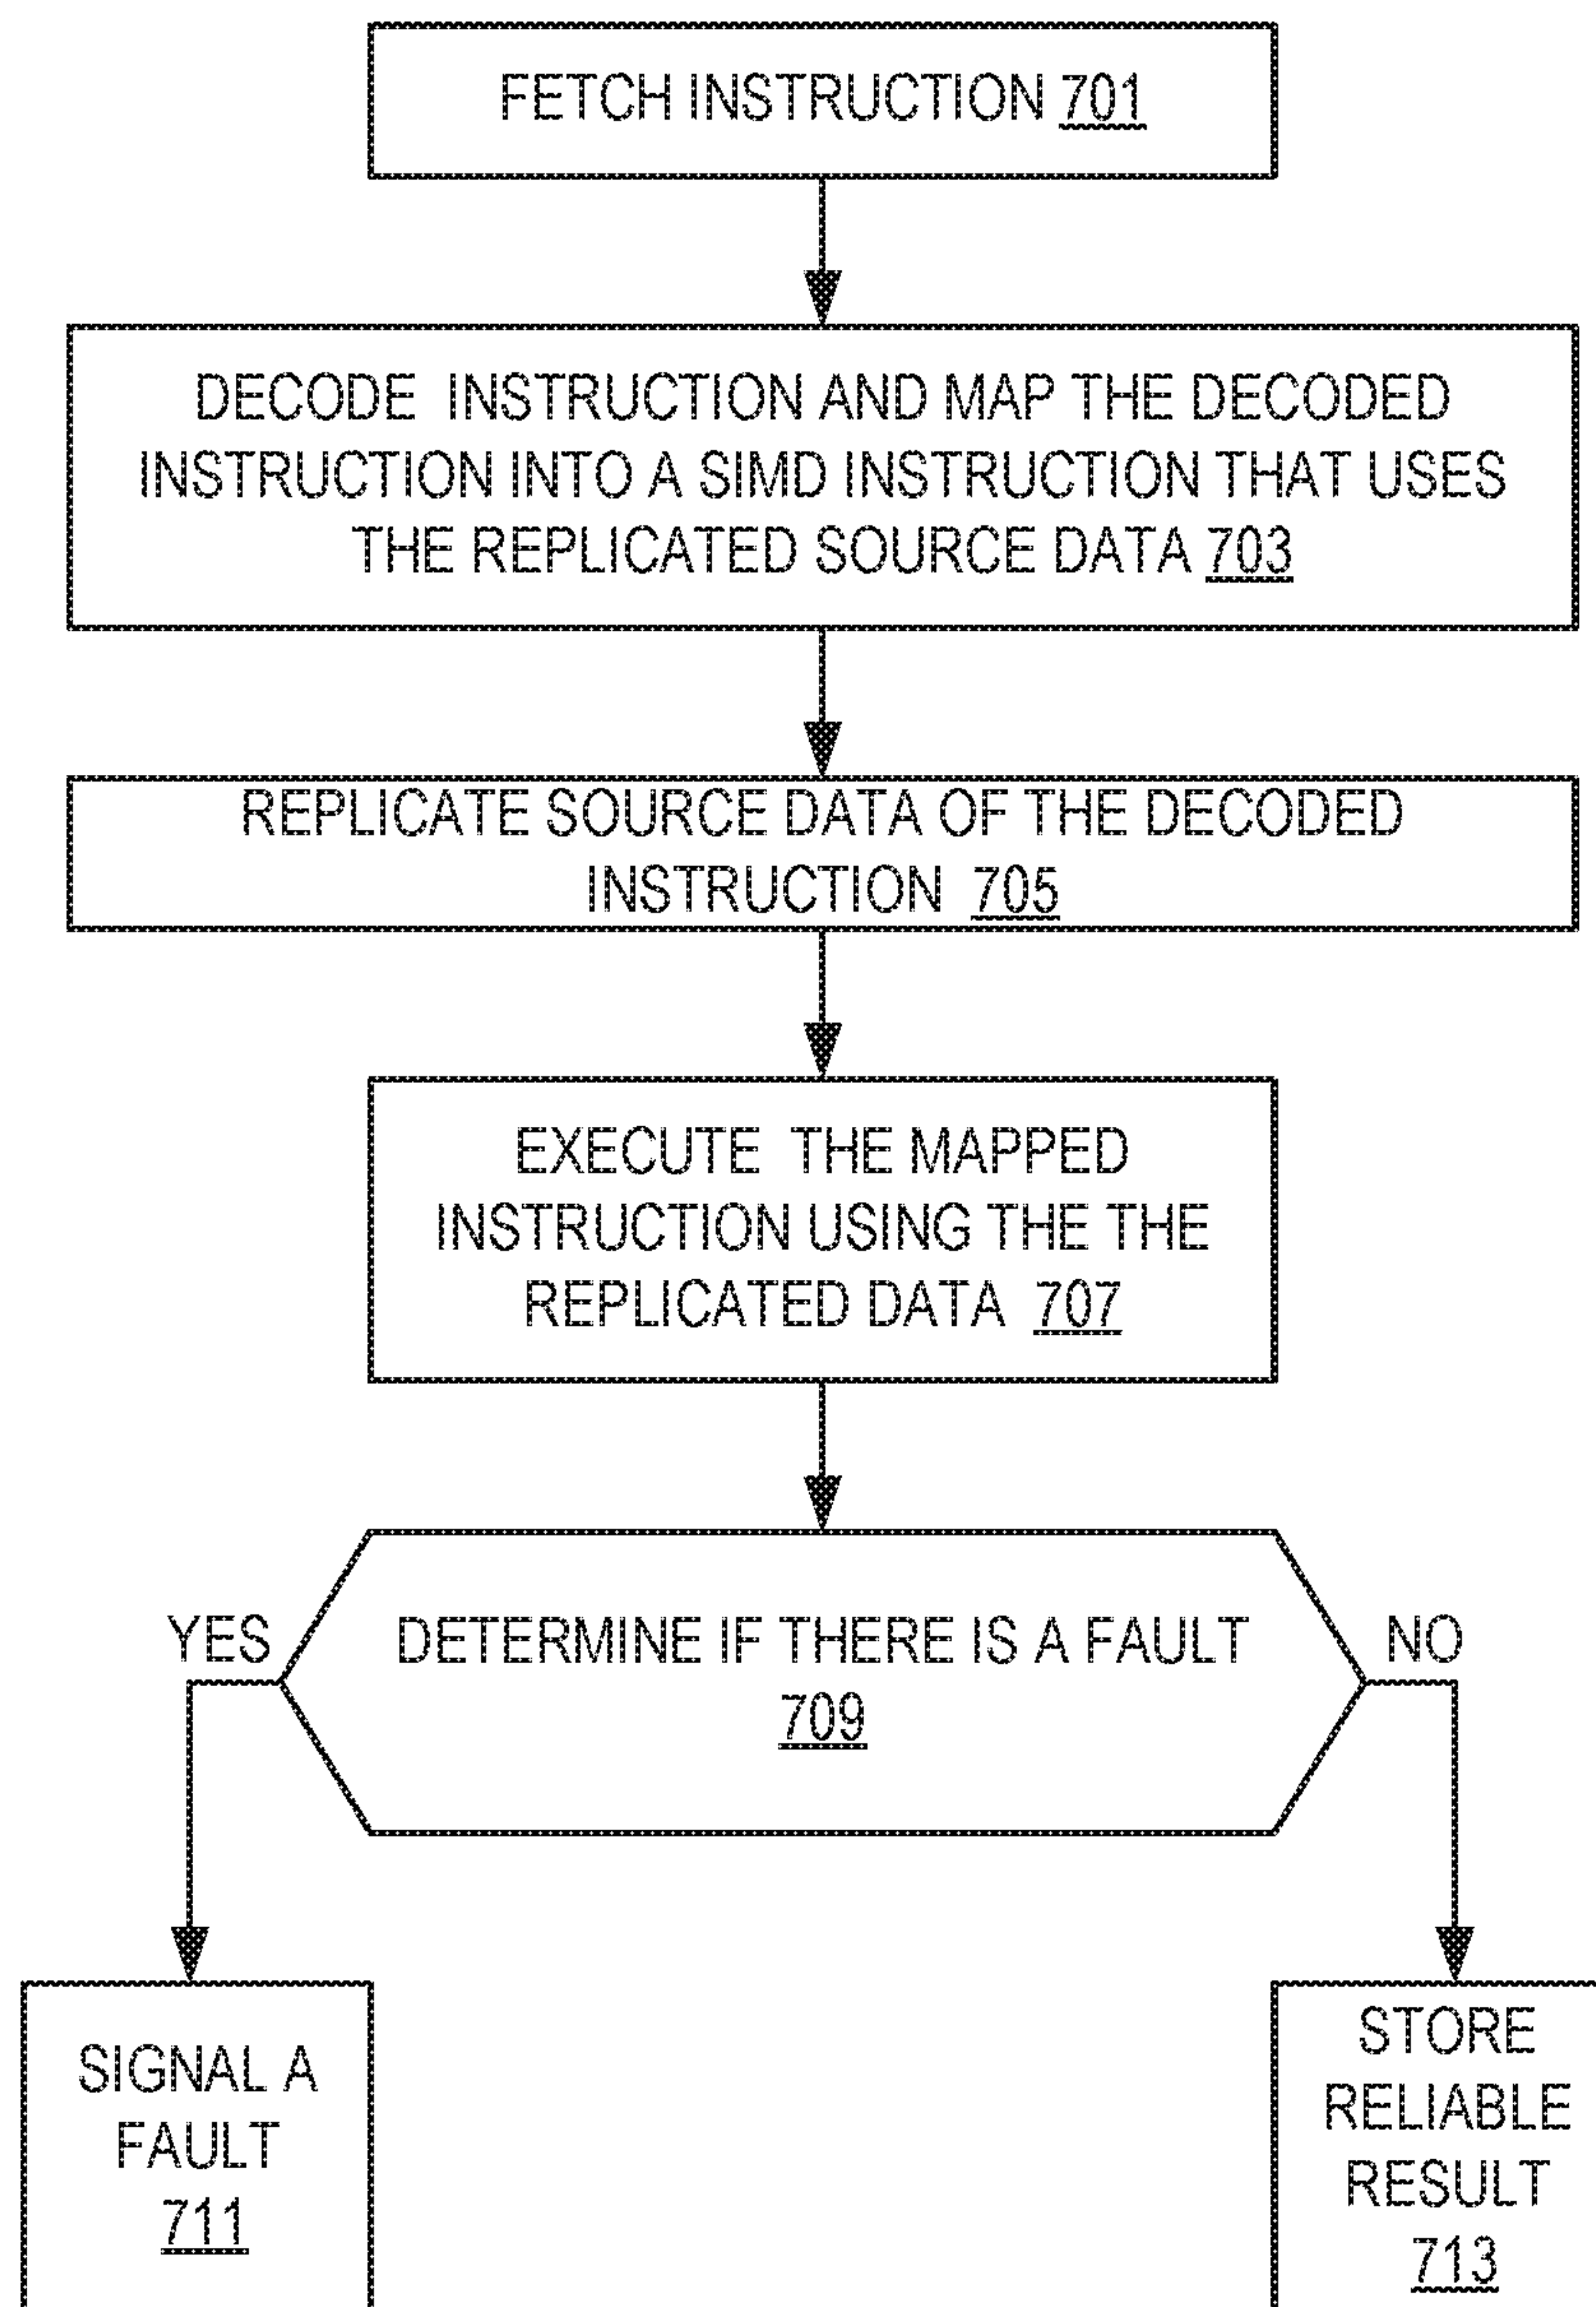 FETCH INSTRUCTION 701
DECODE INSTRUCTION AND MAP THE DECODED
INSTRUCTION INTO A SIMD INSTRUCTION THAT USES
THE REPLICATED SOURCE DATA 703
REPLICATE SOURCE DATA OF THE DECODED
INSTRUCTION 705
EXECUTE THE MAPPED
INSTRUCTION USING THE THE
REPLICATED DATA 707
YES
DETERMINE IF THERE IS A FAULT
709
NO
SIGNAL A
FAULT
711
STORE
RELIABLE
RESULT
713